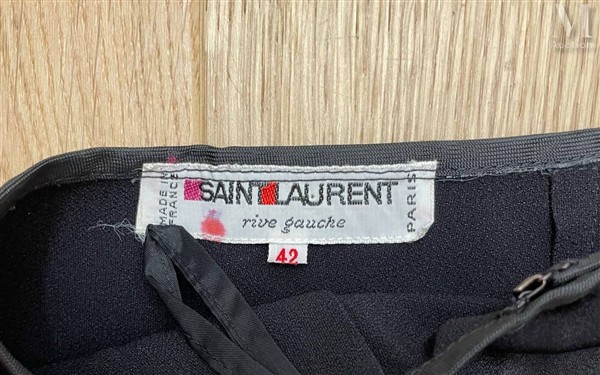 M
MADE IN
FRANCE
SAINT LAURENT
rive gauche
PARIS
42